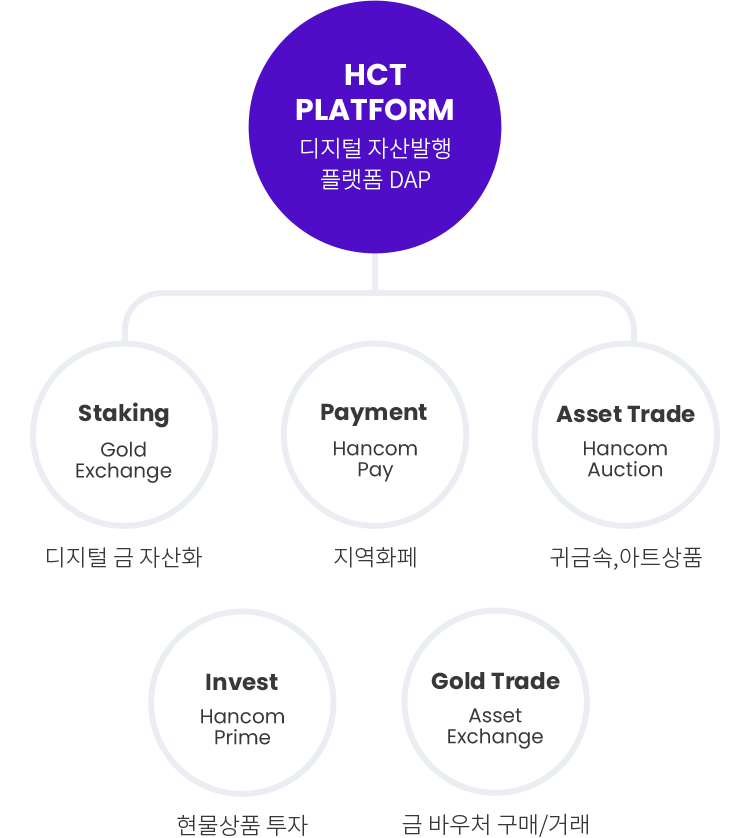 HCT
PLATFORM
디지털 자산발행
플랫폼 DAP
Staking
Gold
Exchange
디지털 금 자산화
Payment
Hancom
Pay
지역화페
Asset Trade
Hancom
Auction
귀금속,아트상품
Invest
Hancom
Prime
현물상품 투자
Gold Trade
Asset
Exchange
금 바우처 구매/거래